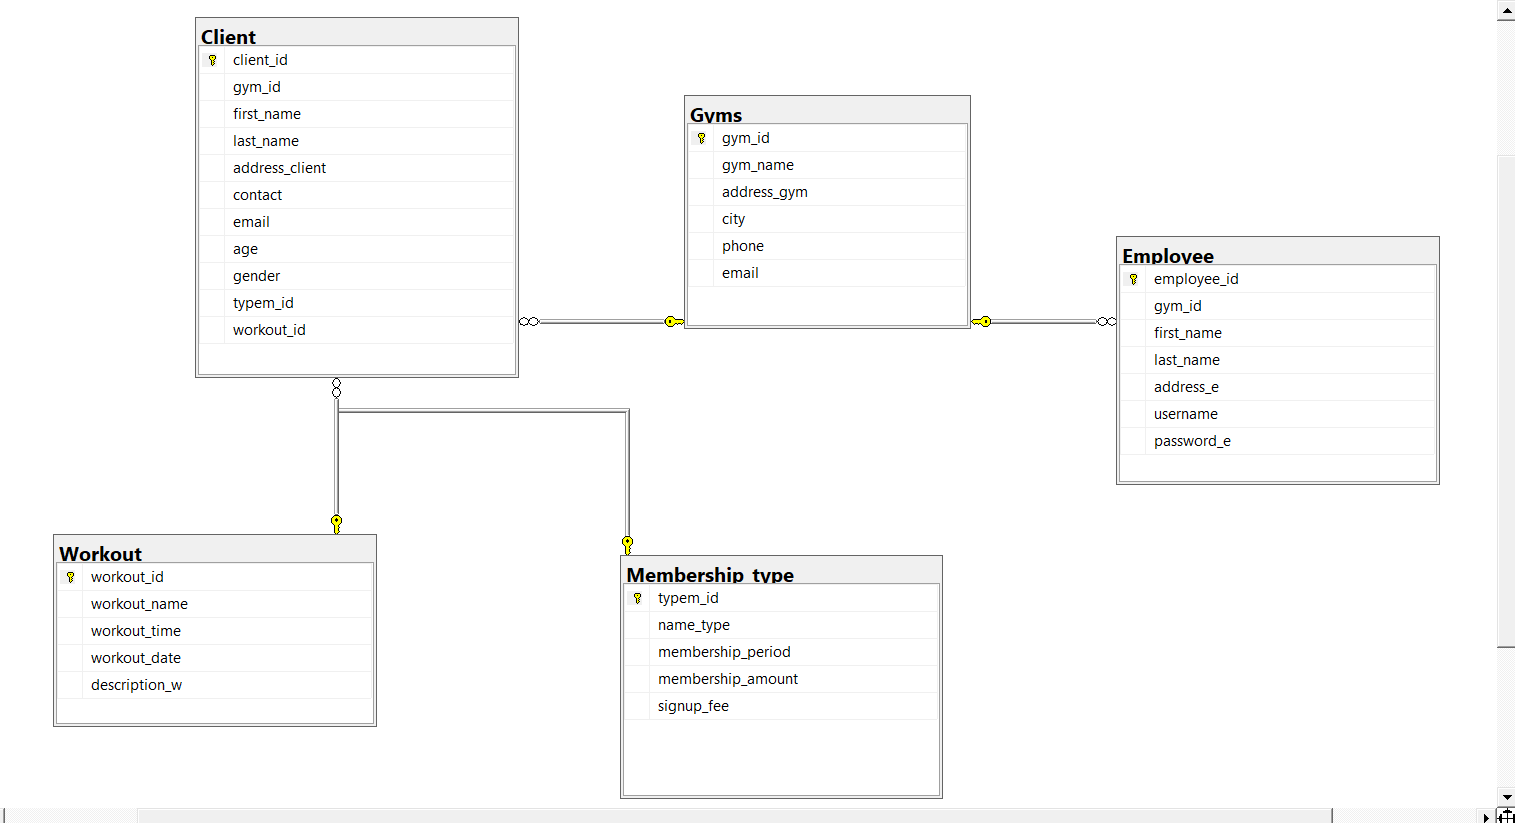 Client
client_id
gym_id
first_name
last_name
address_client
contact
email
age
gender
typem_id
workout_id
Gyms
gym_id
gym_name
address_gym
city
phone
email
Employee
employee_id
gym_id
first_name
last_name
address_e
username
password_e
Workout
workout_id
workout_name
workout_time
workout_date
description_w
Membership_type
typem_id
name_type
membership_period
membership_amount
signup_fee